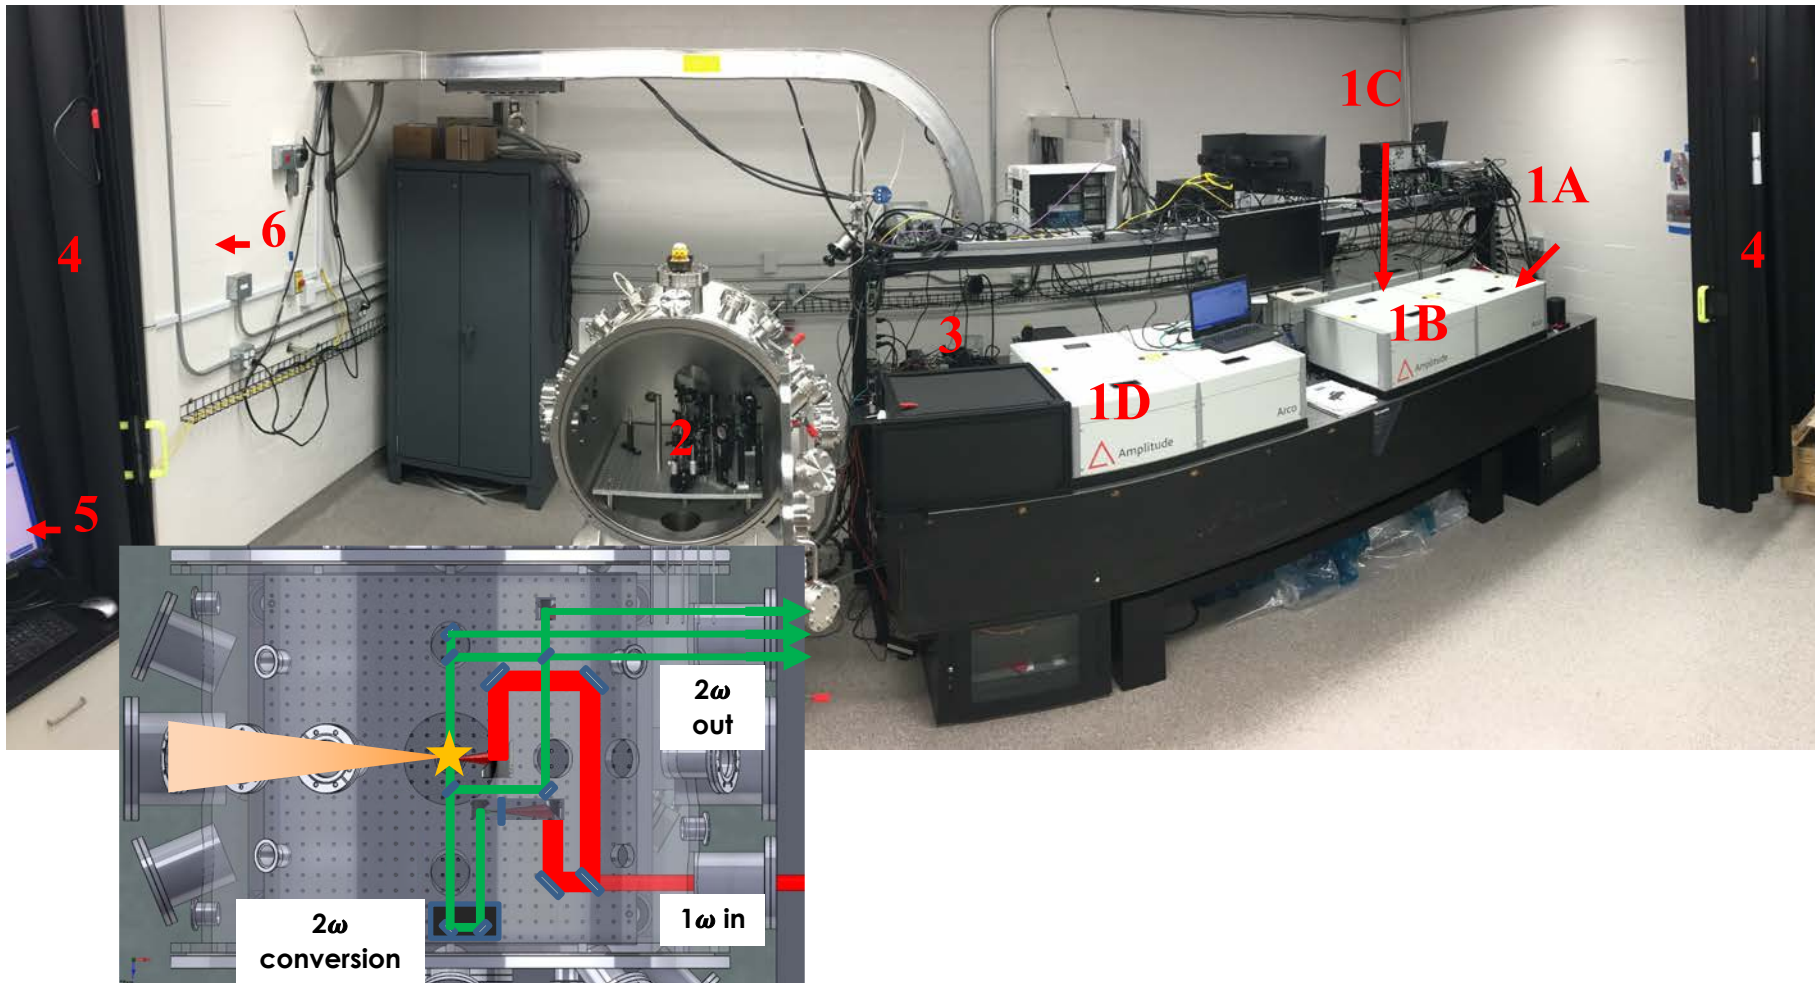 1C
1A
4
6
4
1B
3
Amplitude
1D
Arco
Arco
2
Amplitude
5
2ω
out
1ω in
2ω
conversion